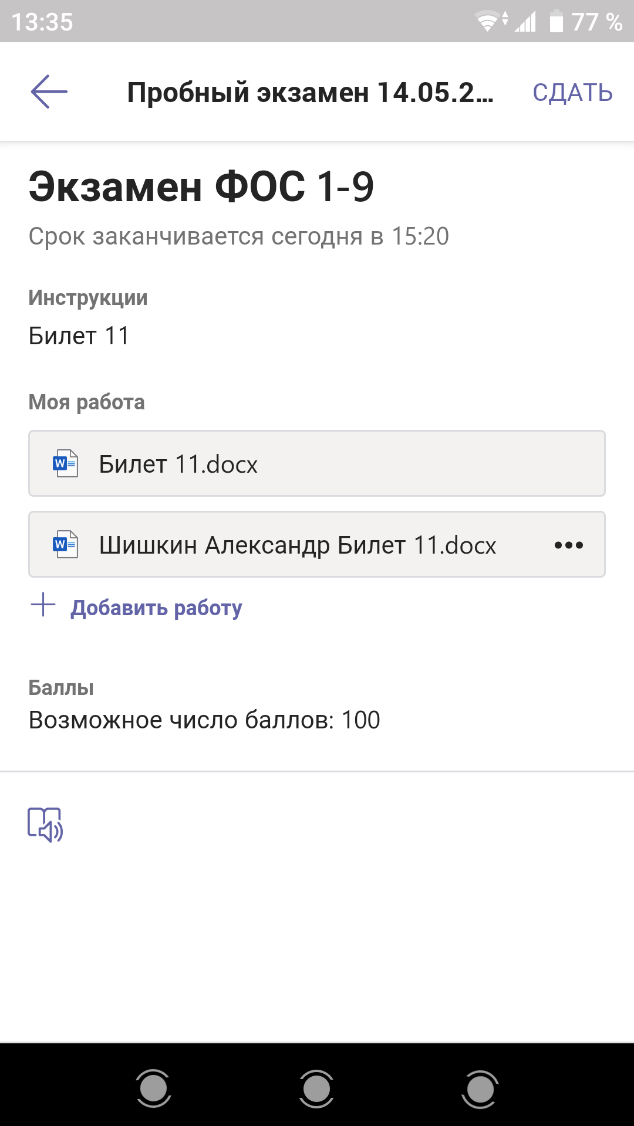 13:35
77 %
Пробный экзамен 14.05.2...
СДАТЬ
Экзамен ФОС 1-9
Срок заканчивается сегодня в 15:20
Инструкции
Билет 11
Моя работа
W
Билет 11.docx
W
Шишкин Александр Билет 11.docx
Добавить работу
Баллы
Возможное число баллов: 100